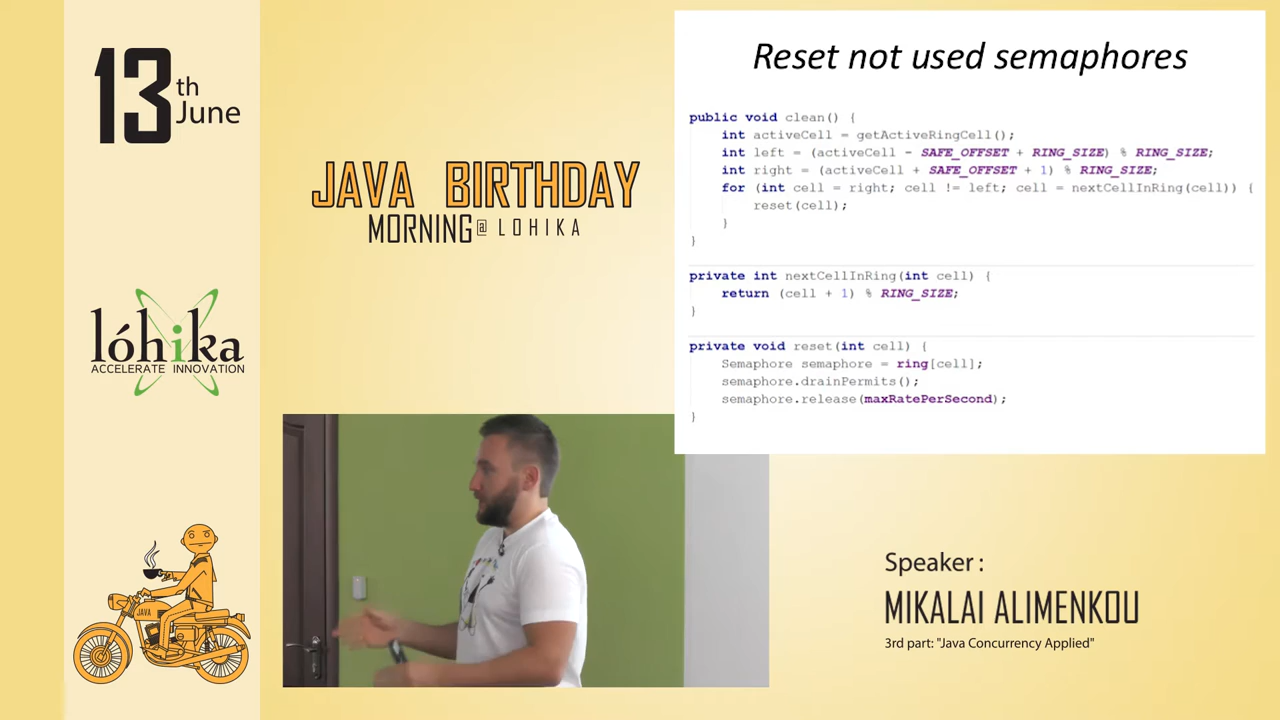 13th June
JAVA BIRTHDAY
MORNING@LOHIKA
lóhika
ACCELERATE INNOVATION
JAVA
Reset not used semaphores
public void clean() {
int activeCell = getActiveRingCell();
int left = (activeCell - SAFE_OFFSET + RING_SIZE) % RING_SIZE;
int right = (activeCell + SAFE_OFFSET + 1) % RING_SIZE;
for (int cell = right; cell != left; cell = nextCellInRing(cell)) {
reset(cell);
}
}
private int nextCellInRing(int cell) {
return (cell + 1) % RING_SIZE;
}
private void reset(int cell) {
Semaphore semaphore = ring[cell];
semaphore.drainPermits();
semaphore.release(maxRatePerSecond);
}
Speaker :
MIKALAI ALIMENKOU
3rd part: "Java Concurrency Applied"